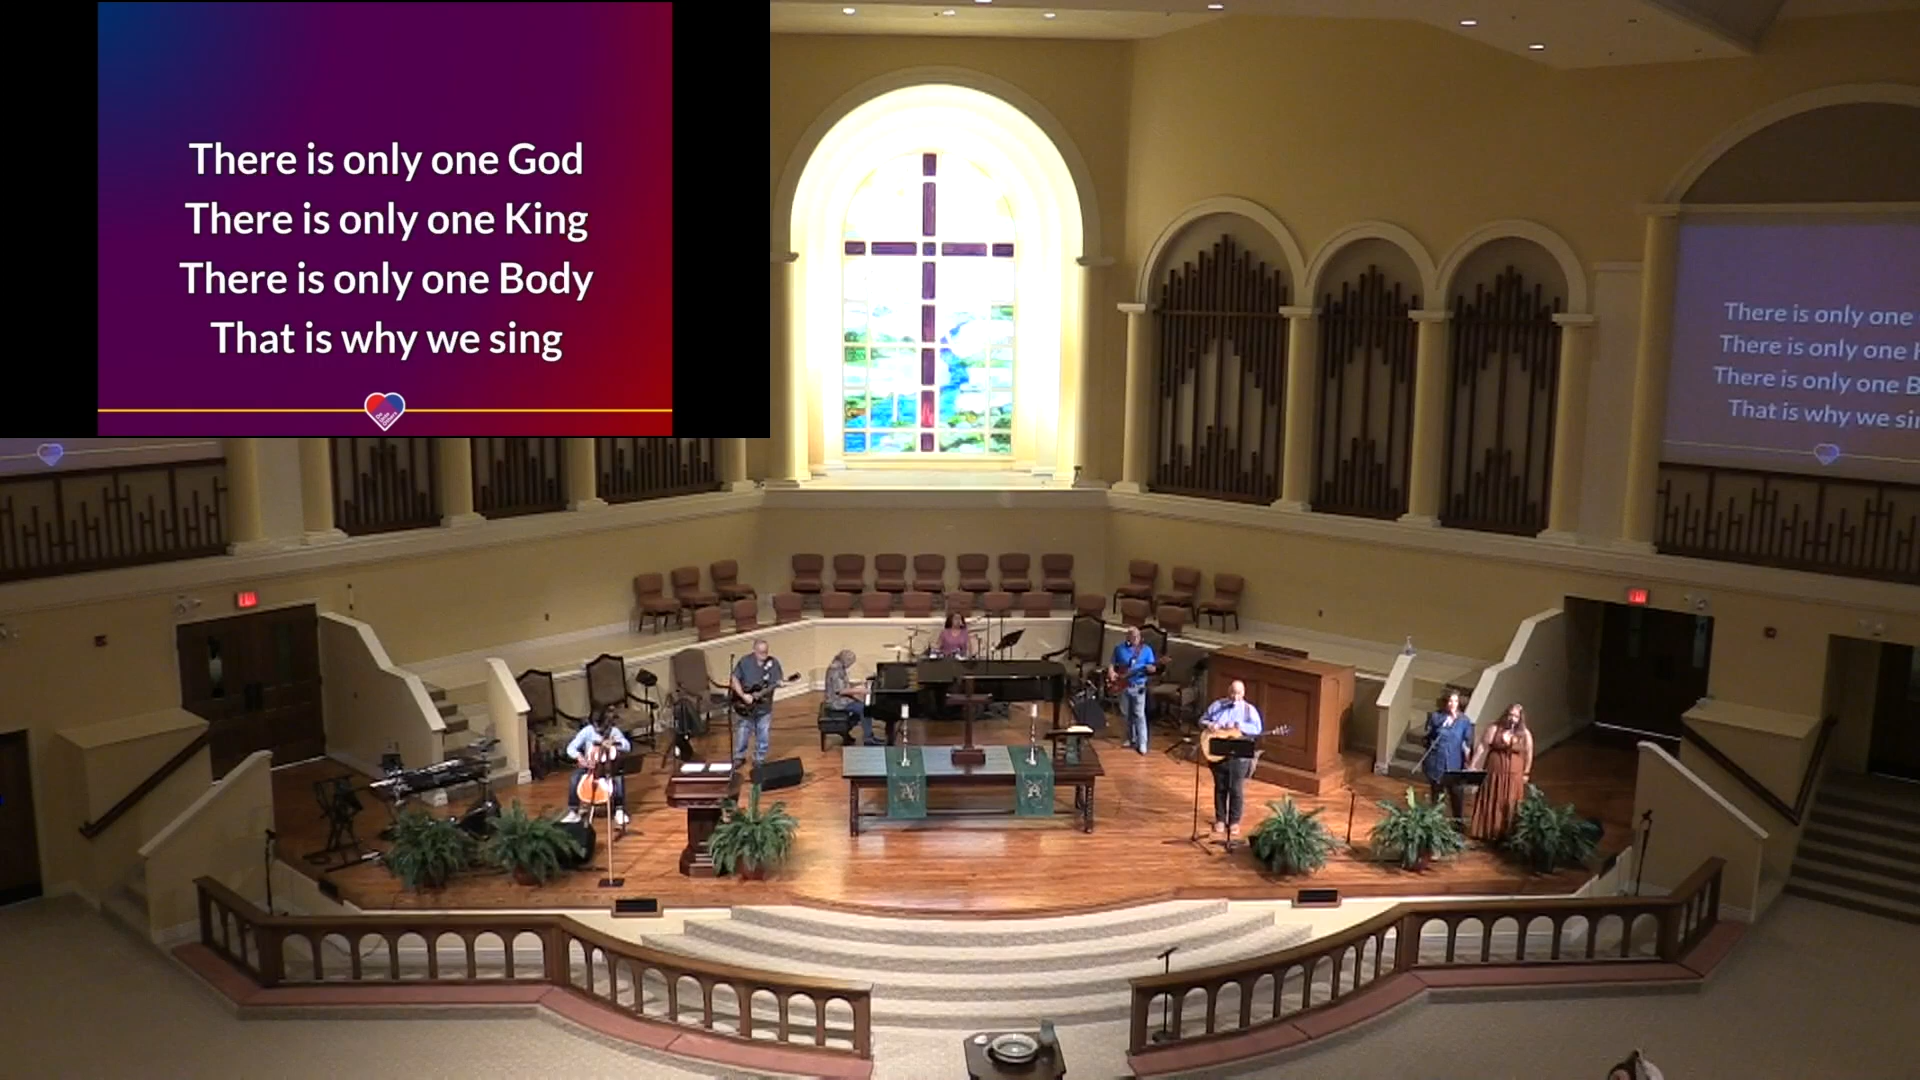 There is only one God
There is only one King
There is only one Body
That is why we sing
There is only one
There is only one
There is only one
That is why we